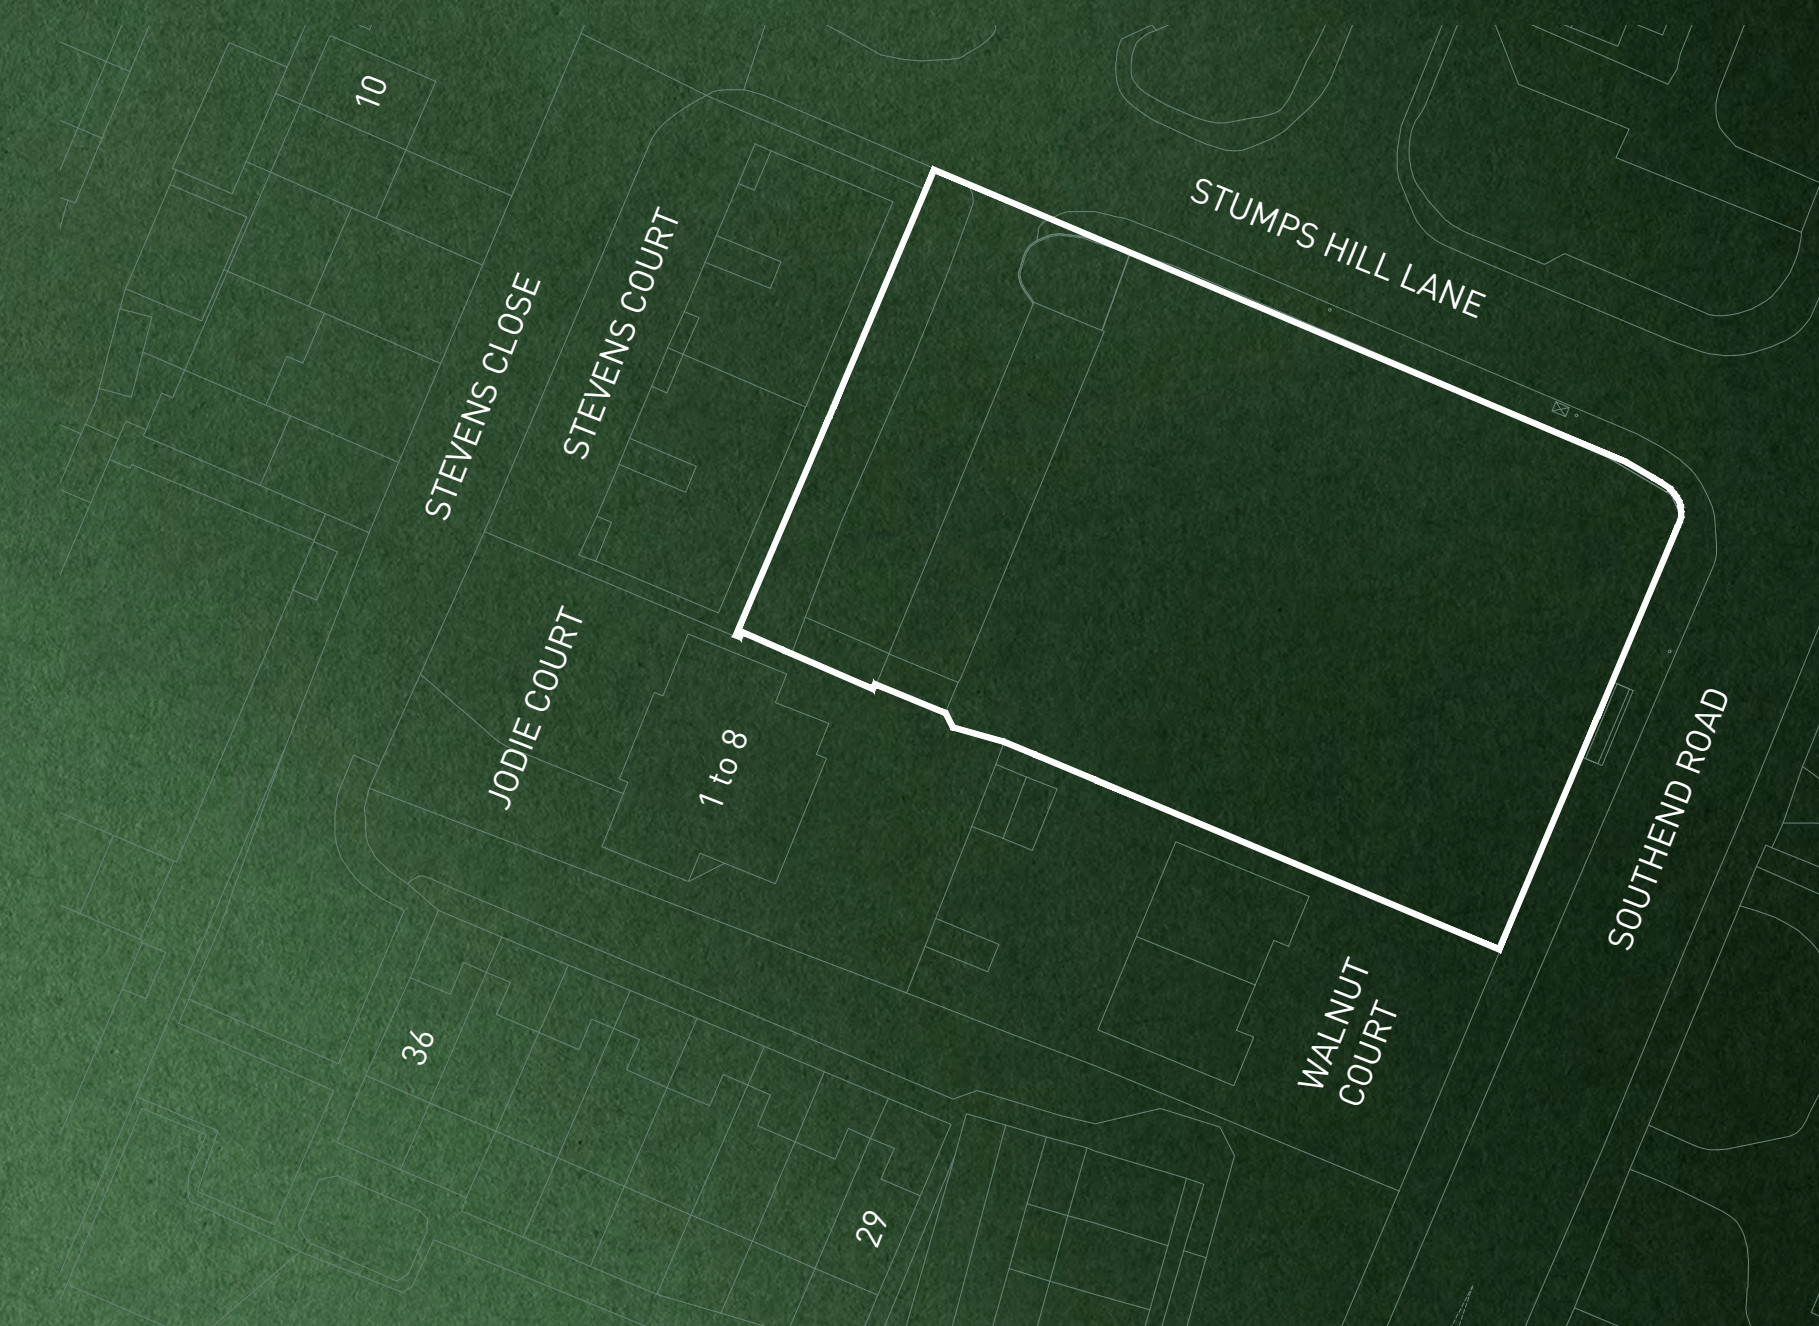 10
STUMPS HILL LANE
STEVENS COURT
STEVENS CLOSE
JODIE COURT
1 to 8
SOUTHEND ROAD
WALNUT
COURT
36
29